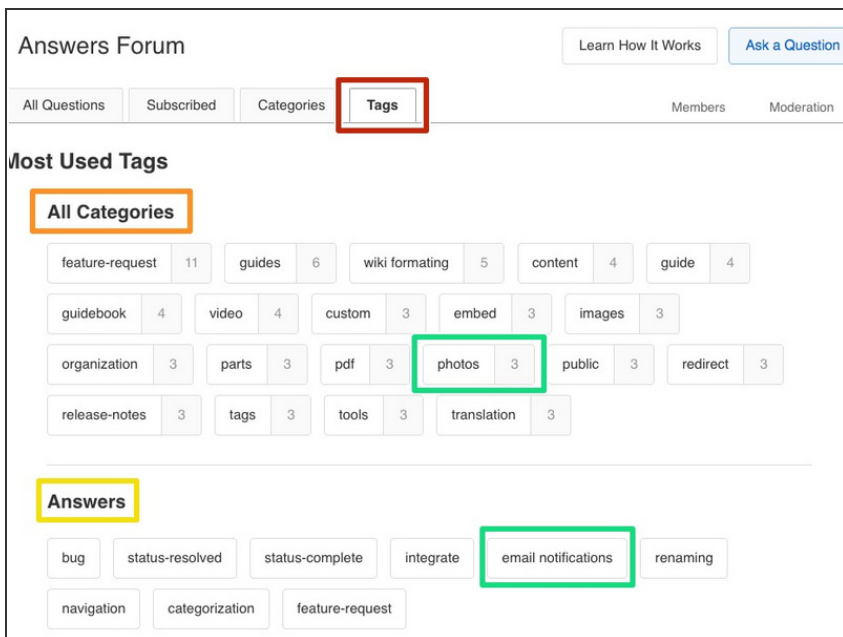 Answers Forum Learn How It Works Ask a Question
All Questions Subscribed Categories Tags Members Moderation
Most Used Tags
All Categories
feature-request 11 guides 6 wiki formating 5 content 4 guide 4
guidebook 4 video 4 custom 3 embed 3 images 3
organization 3 parts 3 pdf 3 photos 3 public 3 redirect 3
release-notes 3 tags 3 tools 3 translation 3
Answers
bug status-resolved status-complete integrate email notifications renaming
navigation categorization feature-request